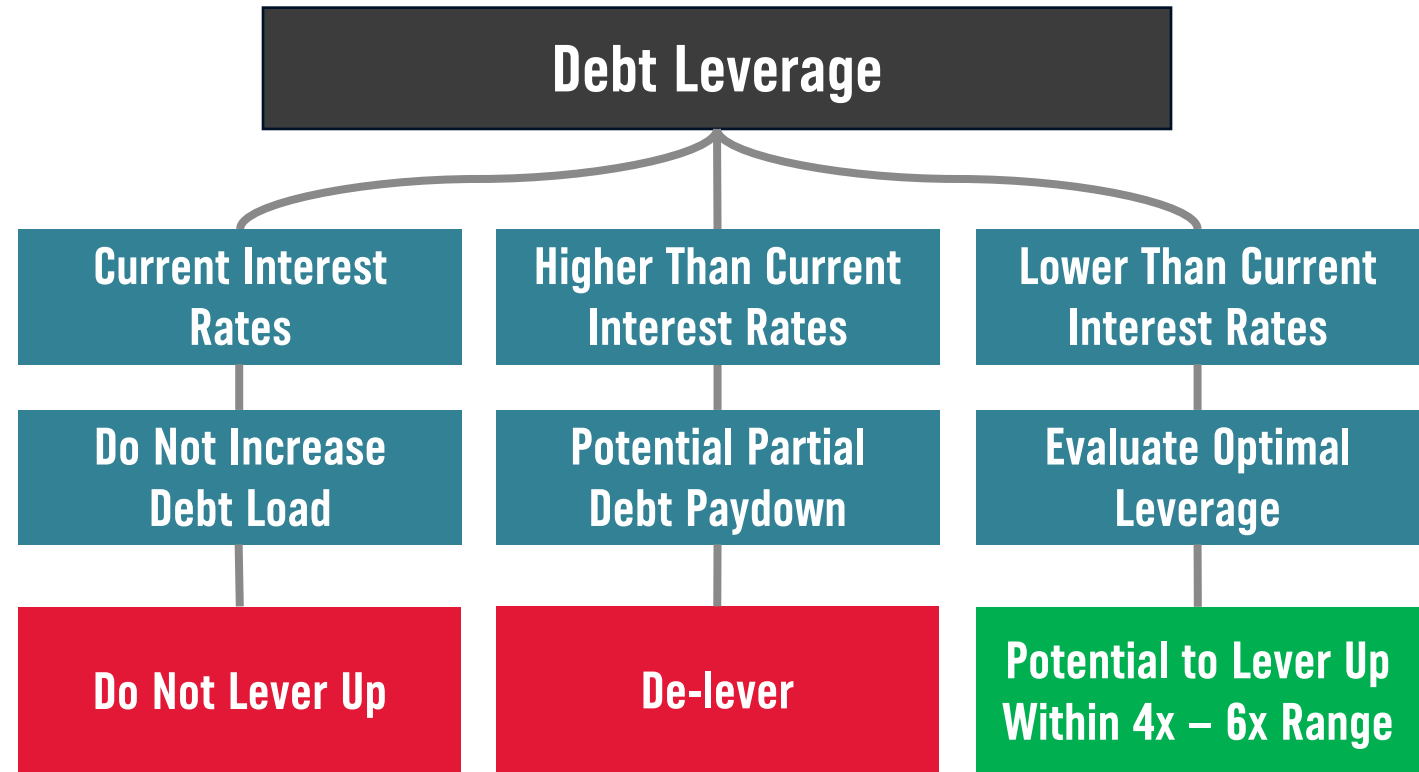 Debt Leverage
Current Interest
Rates
Higher Than Current
Interest Rates
Lower Than Current
Interest Rates
Do Not Increase
Debt Load
Potential Partial
Debt Paydown
Evaluate Optimal
Leverage
Do Not Lever Up
De-lever
Potential to Lever Up
Within 4x – 6x Range